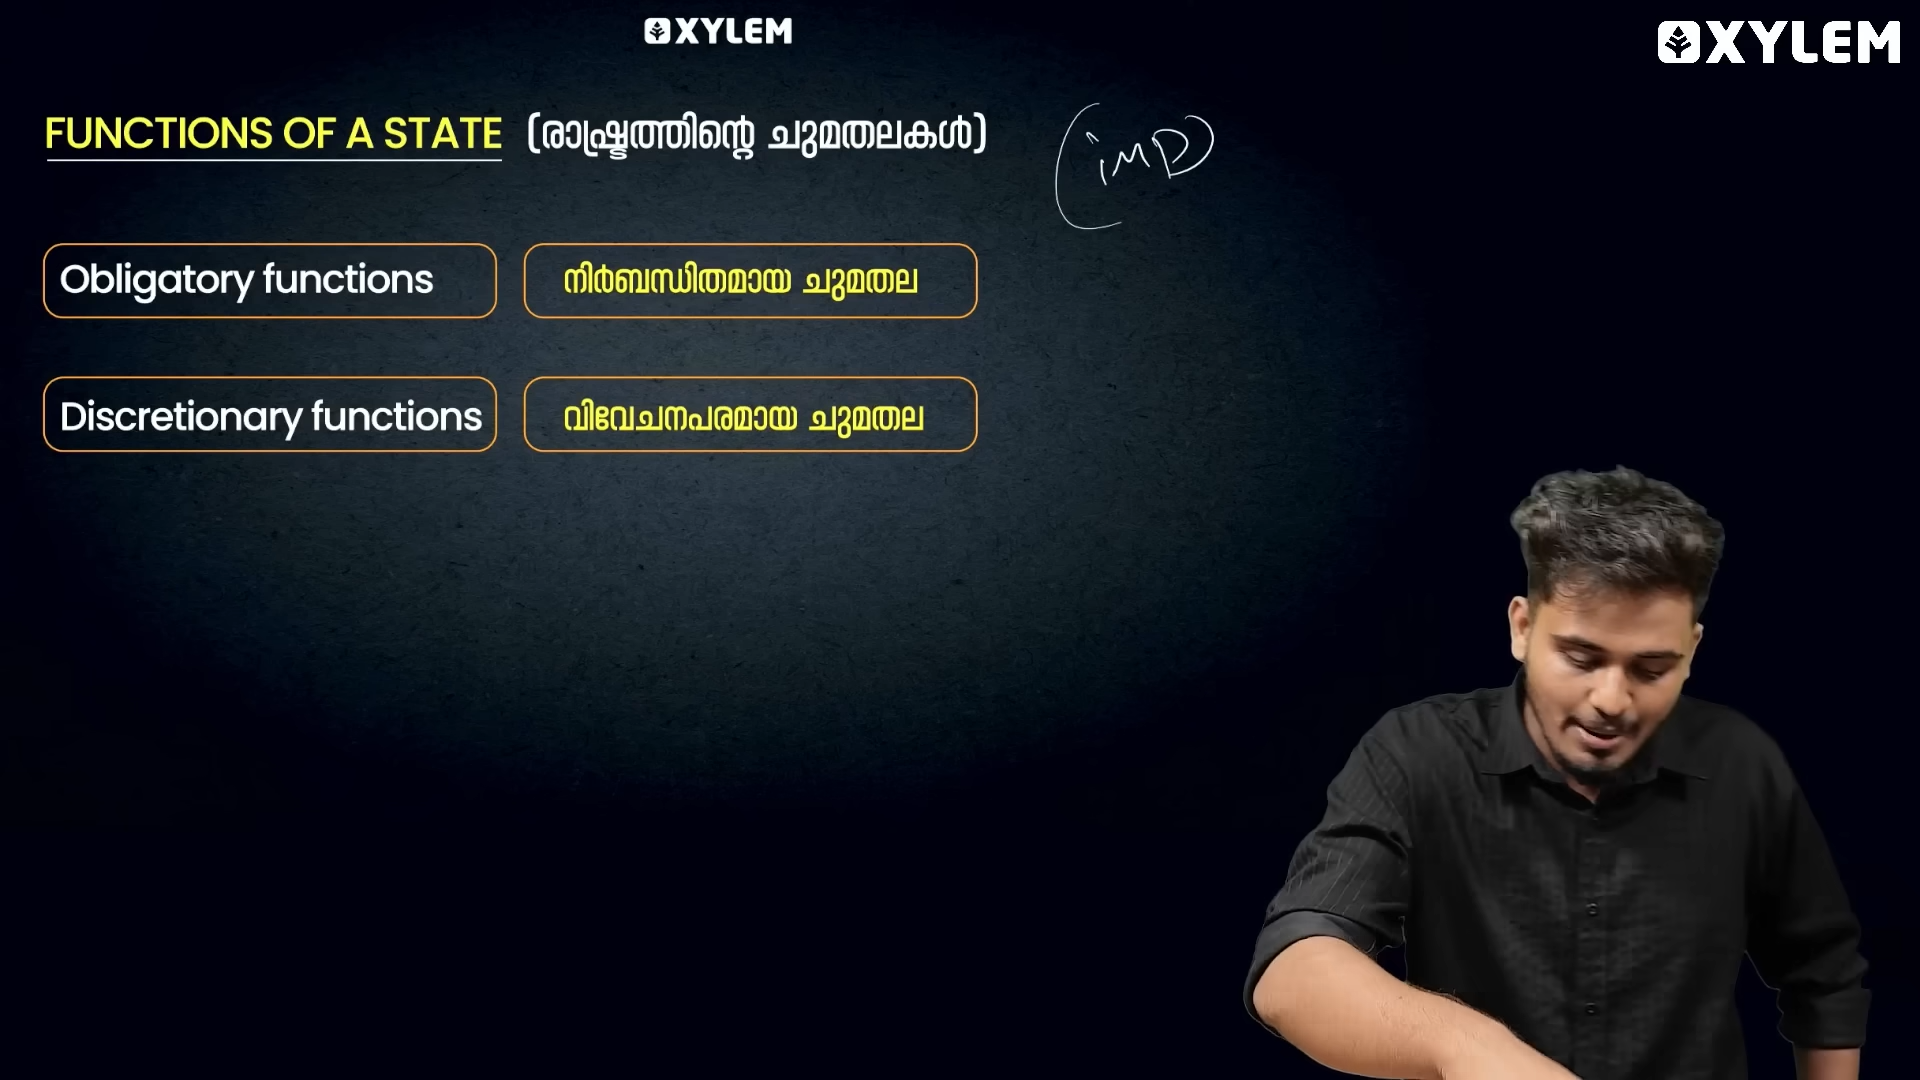 XYLEM
XYLEM
FUNCTIONS OF A STATE (രാഷ്ട്രത്തിന്റെ ചുമതലകൾ)
(imp)
Obligatory functions
നിർബന്ധിതമായ ചുമതല
Discretionary functions
വിവേചനപരമായ ചുമതല